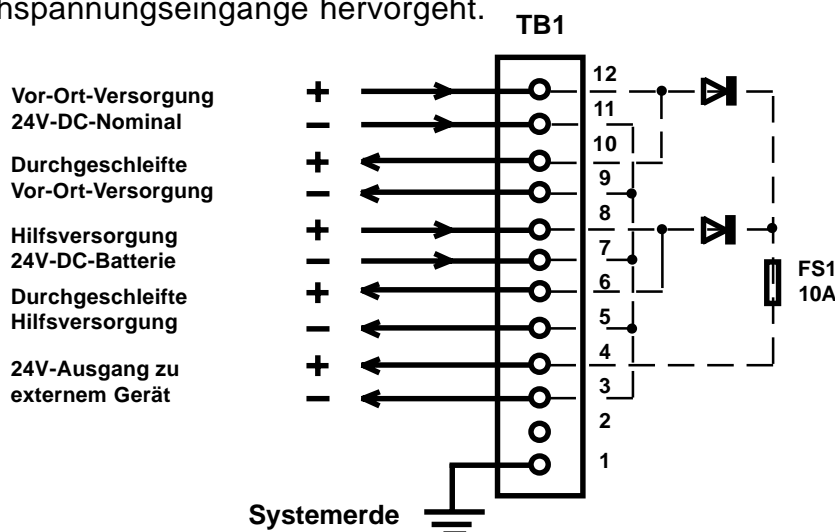 hspannungseingänge hervorgeht.
TB1
Vor-Ort-Versorgung
24V-DC-Nominal
Durchgeschleifte
Vor-Ort-Versorgung
Hilfsversorgung
24V-DC-Batterie
Durchgeschleifte
Hilfsversorgung
24V-Ausgang zu
externem Gerät
+
−
+
−
+
−
+
−
+
−
12
11
10
9
8
7
6
5
4
3
2
1
FS1
10A
Systemerde